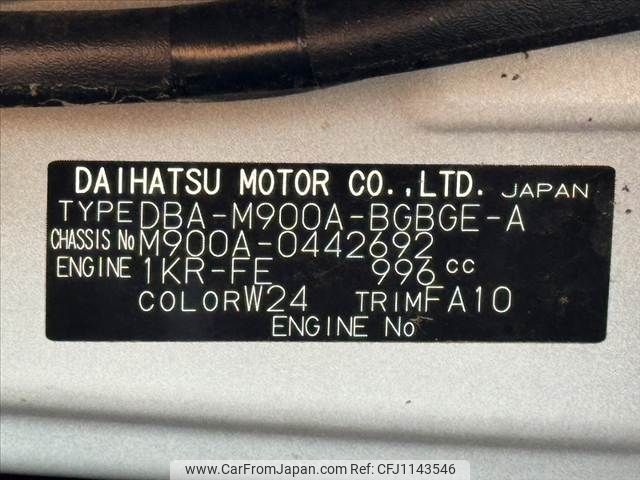 DAIHATSU MOTOR CO.,LTD. JAPAN
TYPE DBA-M900A-BGBGE-A
CHASSIS No M900A-0442692
ENGINE 1KR-FE 996 cc
COLOR W24 TRIM FA10
ENGINE No
www.CarFromJapan.com CFJ1143546